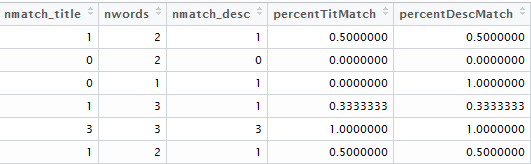 nmatch_title nwords nmatch_desc percentTitMatch percentDescMatch
1 2 1 0.5000000 0.5000000
0 2 0 0.0000000 0.0000000
0 1 1 0.0000000 1.0000000
1 3 1 0.3333333 0.3333333
3 3 3 1.0000000 1.0000000
1 2 1 0.5000000 0.5000000